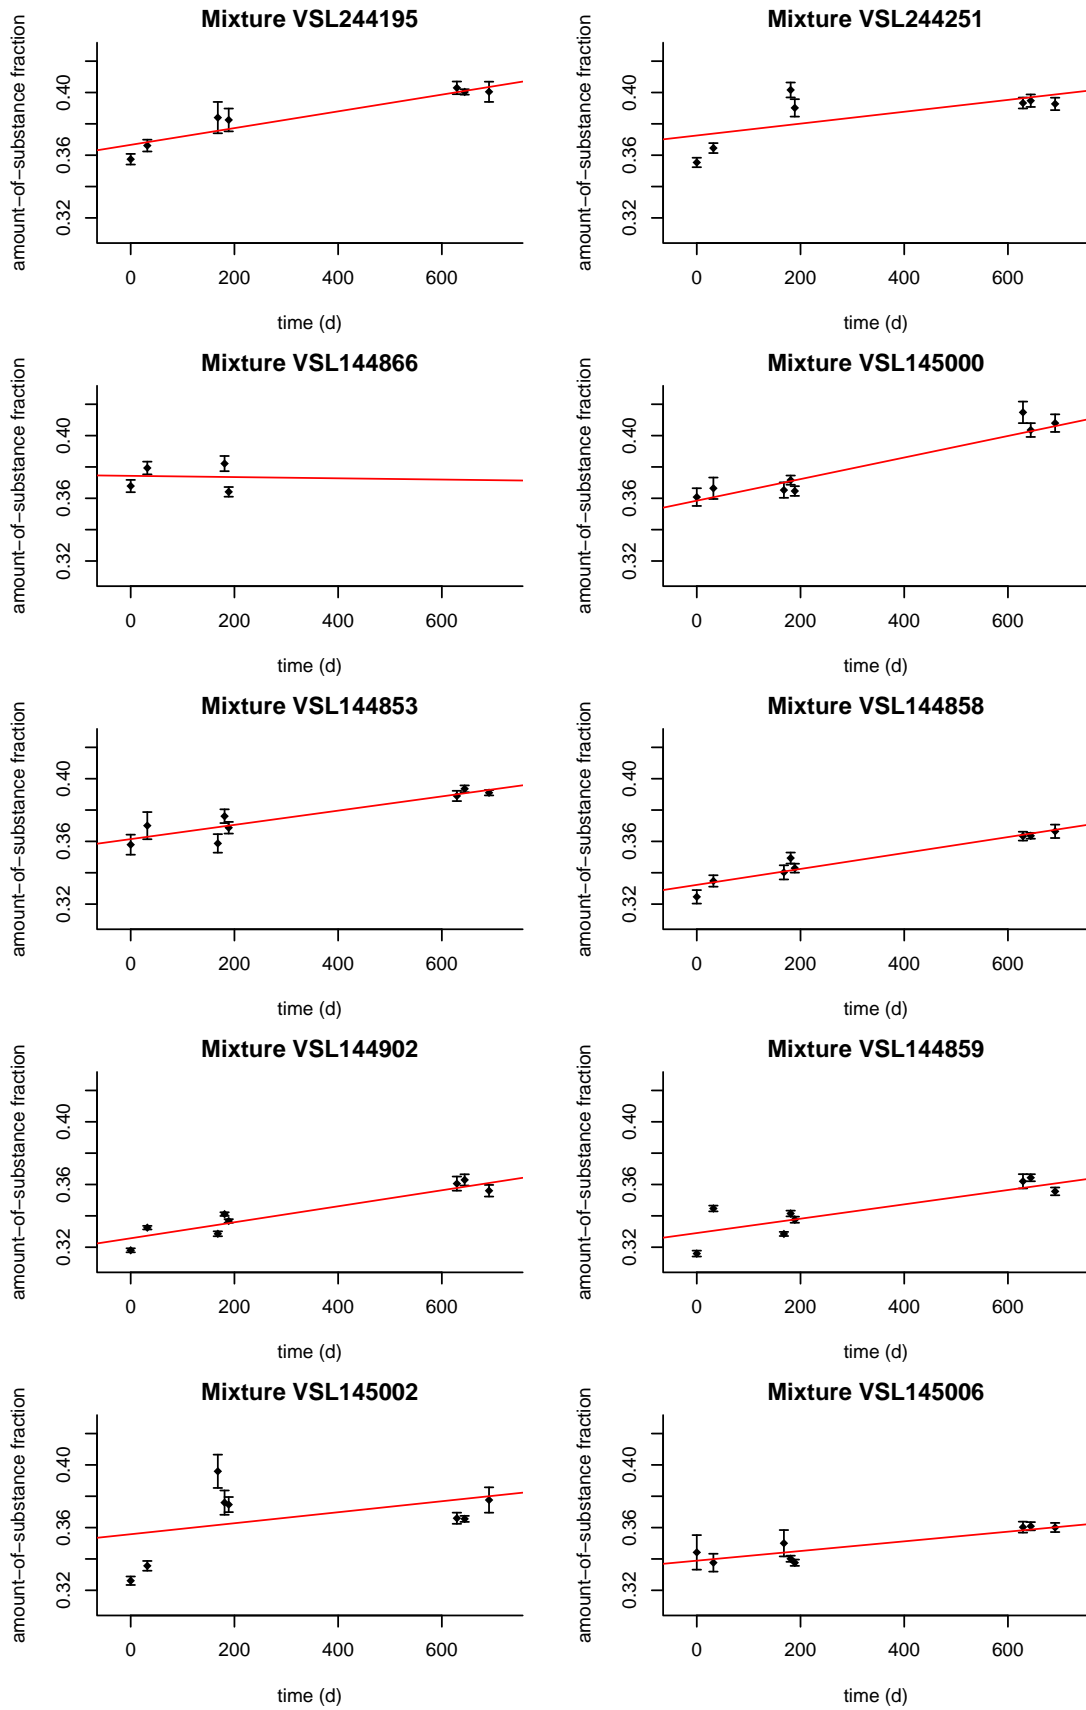 Mixture VSL244195
amount−of−substance fraction
0.32 0.36 0.40
0 200 400 600
time (d)
Mixture VSL244251
amount−of−substance fraction
0.32 0.36 0.40
0 200 400 600
time (d)
Mixture VSL144866
amount−of−substance fraction
0.32 0.36 0.40
0 200 400 600
time (d)
Mixture VSL145000
amount−of−substance fraction
0.32 0.36 0.40
0 200 400 600
time (d)
Mixture VSL144853
amount−of−substance fraction
0.32 0.36 0.40
0 200 400 600
time (d)
Mixture VSL144858
amount−of−substance fraction
0.32 0.36 0.40
0 200 400 600
time (d)
Mixture VSL144902
amount−of−substance fraction
0.32 0.36 0.40
0 200 400 600
time (d)
Mixture VSL144859
amount−of−substance fraction
0.32 0.36 0.40
0 200 400 600
time (d)
Mixture VSL145002
amount−of−substance fraction
0.32 0.36 0.40
0 200 400 600
time (d)
Mixture VSL145006
amount−of−substance fraction
0.32 0.36 0.40
0 200 400 600
time (d)